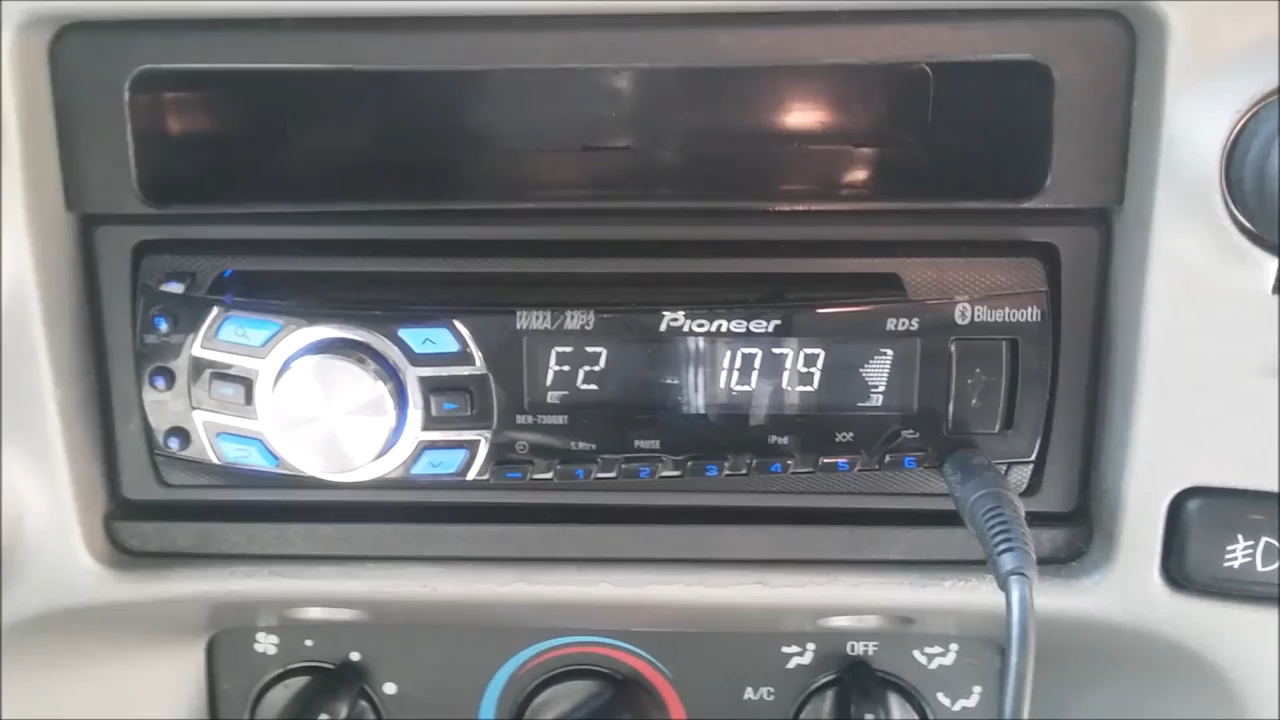 WMA/MP3
Pioneer
RDS
Bluetooth
F2
107.9
DEH-7300BT
S.Rtrv
PAUSE
iPod
1
2
3
4
5
6
OFF
A/C